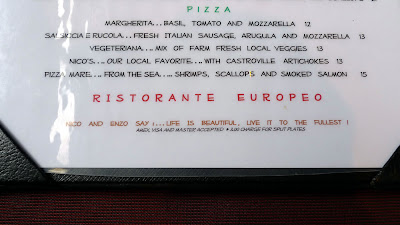 PIZZA
MARGHERITA... BASIL, TOMATO AND MOZZARELLA 12
SALSICCIA E RUCOLA... FRESH ITALIAN SAUSAGE, ARUGULA AND MOZZARELLA 13
VEGETERIANA.... MIX OF FARM FRESH LOCAL VEGGIES 13
NICO'S.... OUR LOCAL FAVORITE... WITH CASTROVILLE ARTICHOKES 13
PIZZA MARE.... FROM THE SEA... SHRIMPS, SCALLOPS AND SMOKED SALMON 15
RISTORANTE EUROPEO
NICO AND ENZO SAY !....LIFE IS BEAUTIFUL, LIVE IT TO THE FULLEST !
AMEX, VISA AND MASTER ACCEPTED • CHARGE FOR SPLIT PLATES